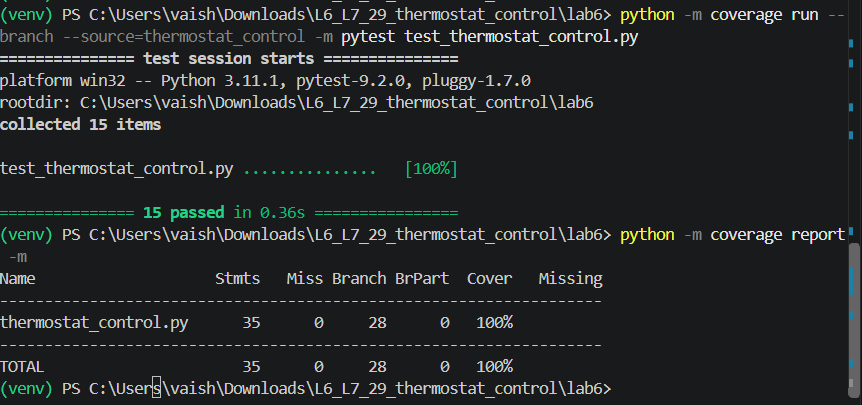 (venv) PS C:\Users\vaish\Downloads\L6_L7_29_thermostat_control\lab6> python -m coverage run --
branch --source=thermostat_control -m pytest test_thermostat_control.py
=============== test session starts ===============
platform win32 -- Python 3.11.1, pytest-9.2.0, pluggy-1.7.0
rootdir: C:\Users\vaish\Downloads\L6_L7_29_thermostat_control\lab6
collected 15 items

test_thermostat_control.py ...............   [100%]

=============== 15 passed in 0.36s ================
(venv) PS C:\Users\vaish\Downloads\L6_L7_29_thermostat_control\lab6> python -m coverage report
 -m
Name                    Stmts   Miss Branch BrPart  Cover   Missing
-------------------------------------------------------------------
thermostat_control.py      35      0     28      0   100%
-------------------------------------------------------------------
TOTAL                      35      0     28      0   100%
(venv) PS C:\Users\vaish\Downloads\L6_L7_29_thermostat_control\lab6>